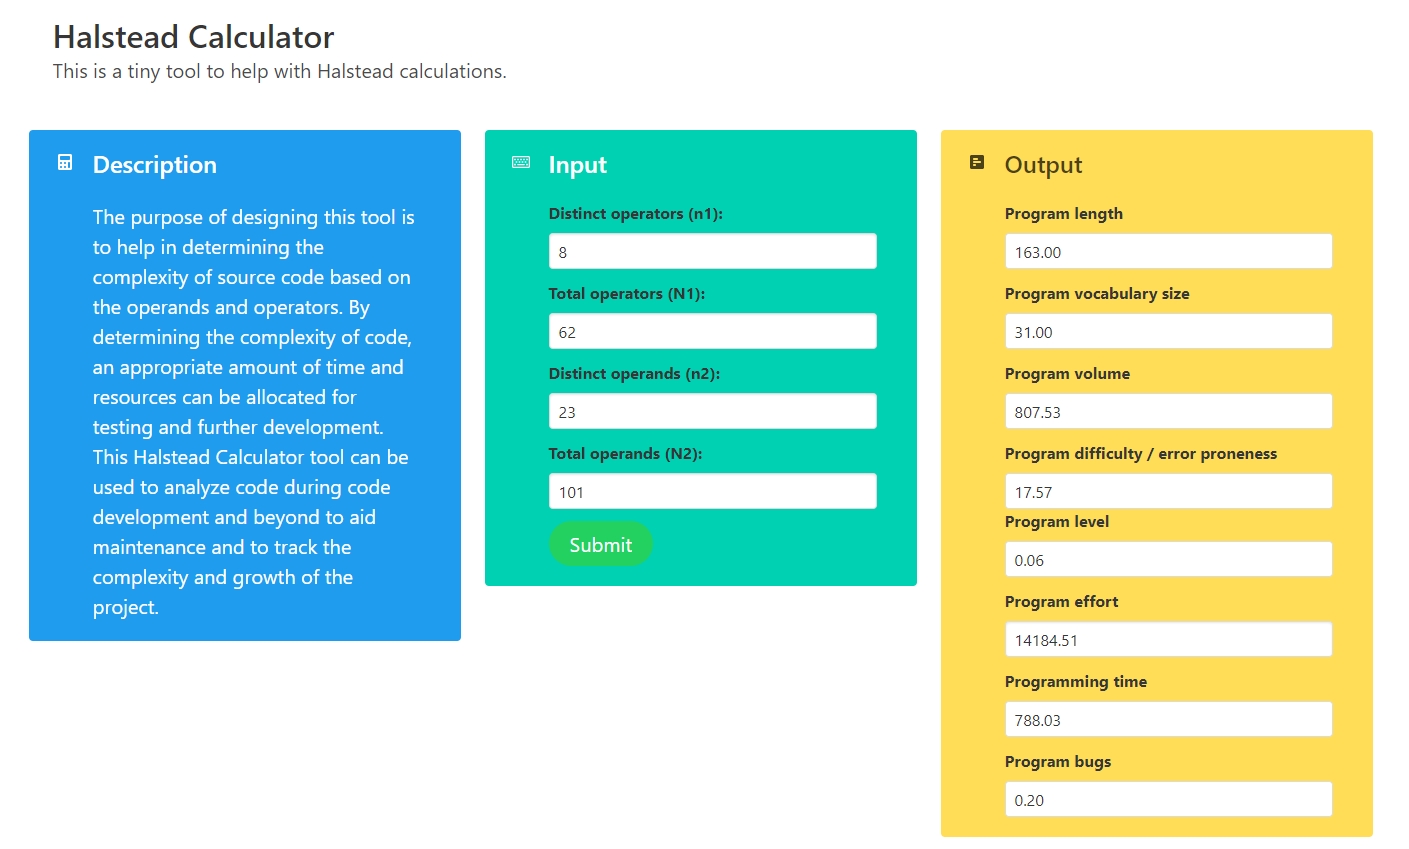 Halstead Calculator
This is a tiny tool to help with Halstead calculations.
Description
The purpose of designing this tool is
to help in determining the
complexity of source code based on
the operands and operators. By
determining the complexity of code,
an appropriate amount of time and
resources can be allocated for
testing and further development.
This Halstead Calculator tool can be
used to analyze code during code
development and beyond to aid
maintenance and to track the
complexity and growth of the
project.
Input
Distinct operators (n1):
8
Total operators (N1):
62
Distinct operands (n2):
23
Total operands (N2):
101
Submit
Output
Program length
163.00
Program vocabulary size
31.00
Program volume
807.53
Program difficulty / error proneness
17.57
Program level
0.06
Program effort
14184.51
Programming time
788.03
Program bugs
0.20